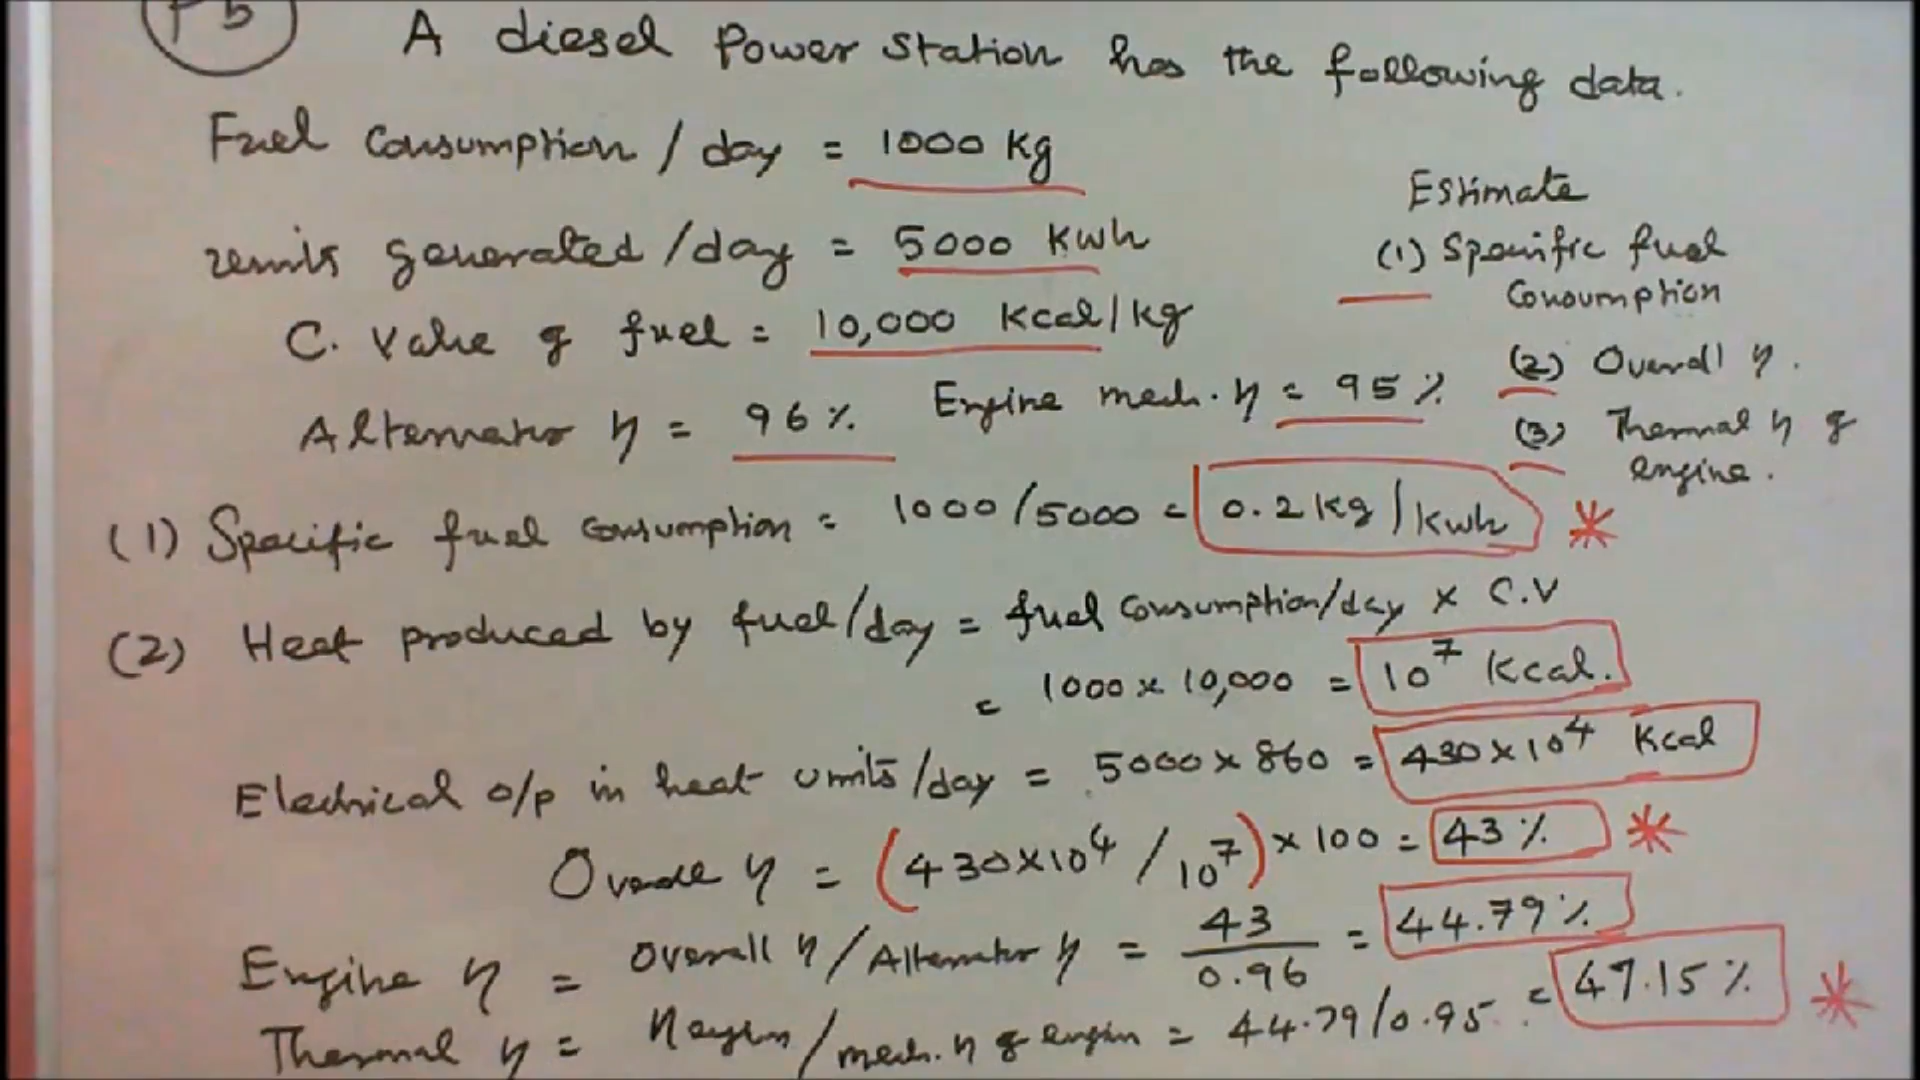 P5
A diesel Power Station has the following data.
Fuel Consumption / day = 1000 Kg
units generated / day = 5000 Kwh
C. Value of fuel = 10,000 Kcal / kg
Alternator η = 96 %
Engine mech. η = 95 %
Estimate
(1) Specific fuel
Consumption
(2) Overall η.
(3) Thermal η of
engine.
(1) Specific fuel consumption = 1000 / 5000 = 0.2 kg / kwh
(2) Heat produced by fuel / day = fuel consumption/day × C.V
= 1000 × 10,000 = 10⁷ Kcal.
Electrical o/p in heat units / day = 5000 × 860 = 430 × 10⁴ Kcal
Overall η = (430×10⁴ / 10⁷) × 100 = 43 %
Engine η = Overall η / Alternator η = 43 / 0.96 = 44.79 %
Thermal η = η engine / mech. η of engin = 44.79 / 0.95 = 47.15 %